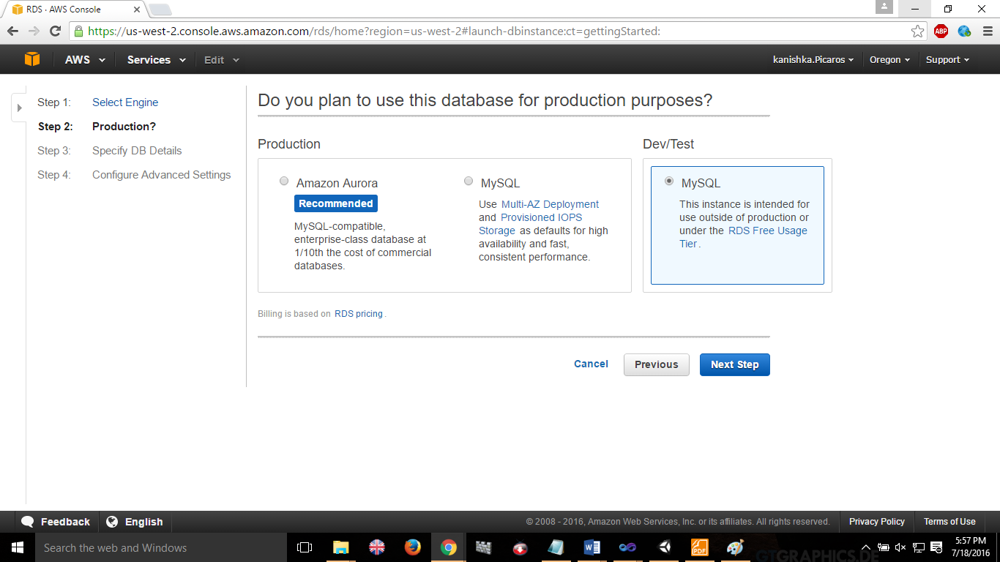 RDS · AWS Console
https://us-west-2.console.aws.amazon.com/rds/home?region=us-west-2#launch-dbinstance:ct=gettingStarted:
ABP
AWS Services Edit kanishka.Picaros Oregon Support
Step 1: Select Engine
Step 2: Production?
Step 3: Specify DB Details
Step 4: Configure Advanced Settings
Do you plan to use this database for production purposes?
Production
Amazon Aurora
Recommended
MySQL-compatible,
enterprise-class database at
1/10th the cost of commercial
databases.
MySQL
Use Multi-AZ Deployment
and Provisioned IOPS
Storage as defaults for high
availability and fast,
consistent performance.
Dev/Test
MySQL
This instance is intended for
use outside of production or
under the RDS Free Usage
Tier.
Billing is based on RDS pricing.
Cancel Previous Next Step
Feedback English © 2008 - 2016, Amazon Web Services, Inc. or its affiliates. All rights reserved. Privacy Policy Terms of Use
Search the web and Windows
PDF
GTGRAPHICS.DE
5:57 PM
7/18/2016